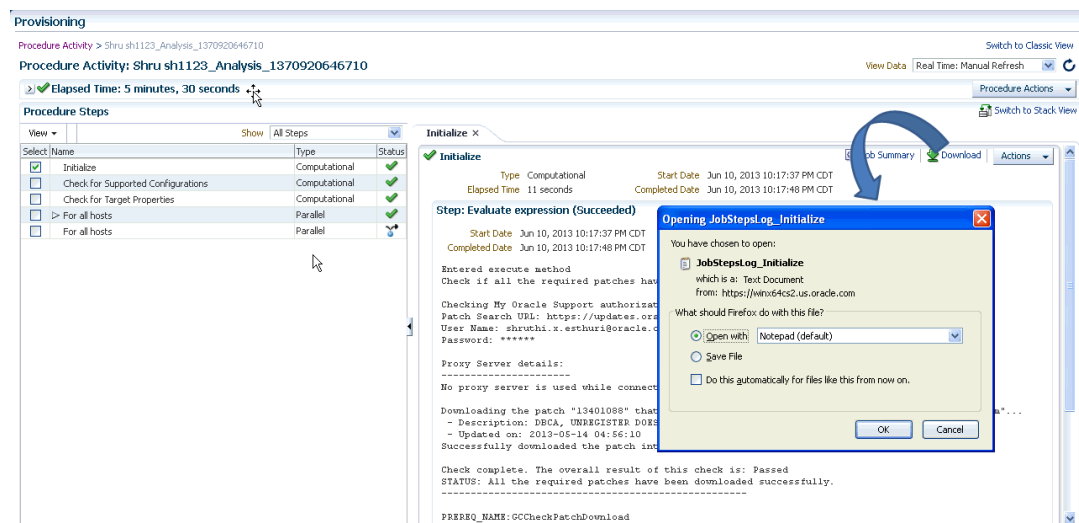 Provisioning
Procedure Activity > Shru sh1123_Analysis_1370920646710
Switch to Classic View
Procedure Activity: Shru sh1123_Analysis_1370920646710
View Data Real Time: Manual Refresh
Elapsed Time: 5 minutes, 30 seconds
Procedure Actions
Procedure Steps
Switch to Stack View
View
Show All Steps
Select Name Type Status
Initialize Computational
Check for Supported Configurations Computational
Check for Target Properties Computational
For all hosts Parallel
For all hosts Parallel
Initialize ×
Initialize
Summary
Download
Actions
Type Computational
Start Date Jun 10, 2013 10:17:37 PM CDT
Elapsed Time 11 seconds
Completed Date Jun 10, 2013 10:17:48 PM CDT
Step: Evaluate expression (Succeeded)
Start Date Jun 10, 2013 10:17:37 PM CDT
Completed Date Jun 10, 2013 10:17:48 PM CDT
Entered execute method
Check if all the required patches hav
Checking My Oracle Support authorizat
Patch Search URL: https://updates.ora
User Name: shruthi.x.esthuri@oracle.c
Password: ******
Proxy Server details:
----------------------
No proxy server is used while connect
Downloading the patch "13401088" that
- Description: DBCA, UNREGISTER DOES
- Updated on: 2013-05-14 04:56:10
Successfully downloaded the patch int
Check complete. The overall result of this check is: Passed
STATUS: All the required patches have been downloaded successfully.
----------------------------------------------------
PREREQ_NAME:GCCheckPatchDownload
Opening JobStepsLog_Initialize
You have chosen to open:
JobStepsLog_Initialize
which is a: Text Document
from: https://winx64cs2.us.oracle.com
What should Firefox do with this file?
Open with Notepad (default)
Save File
Do this automatically for files like this from now on.
OK
Cancel